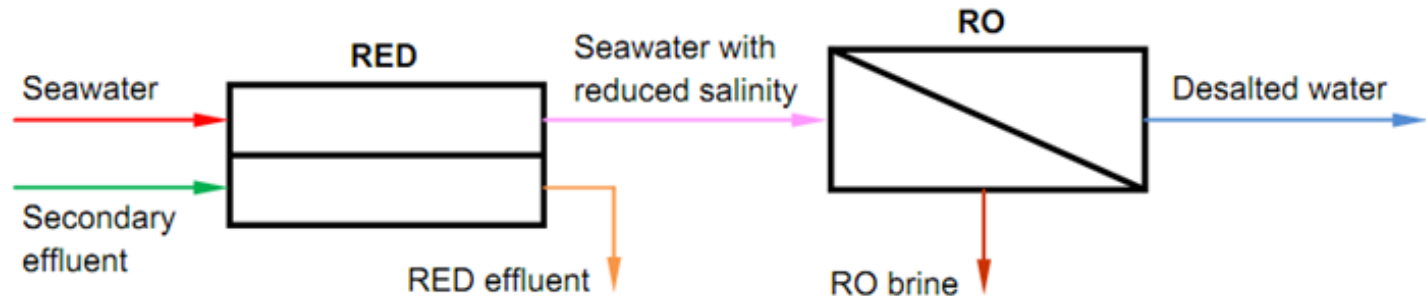 RED
RO
Seawater
Seawater with
reduced salinity
Desalted water
Secondary
effluent
RED effluent
RO brine